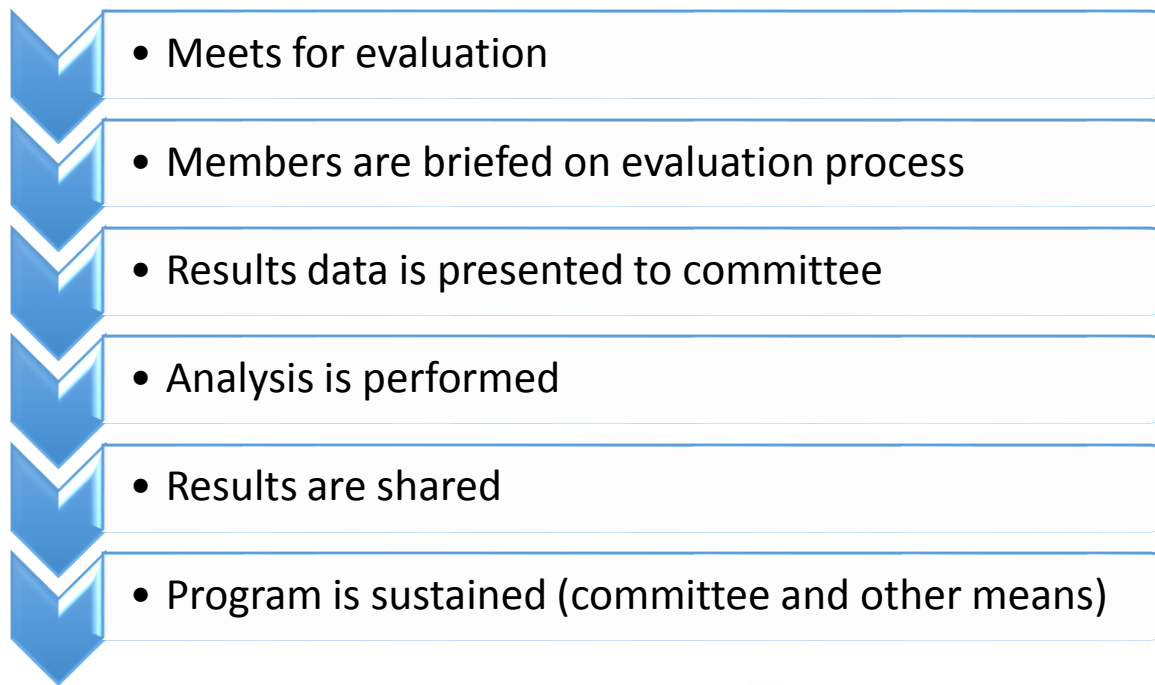 • Meets for evaluation
• Members are briefed on evaluation process
• Results data is presented to committee
• Analysis is performed
• Results are shared
• Program is sustained (committee and other means)